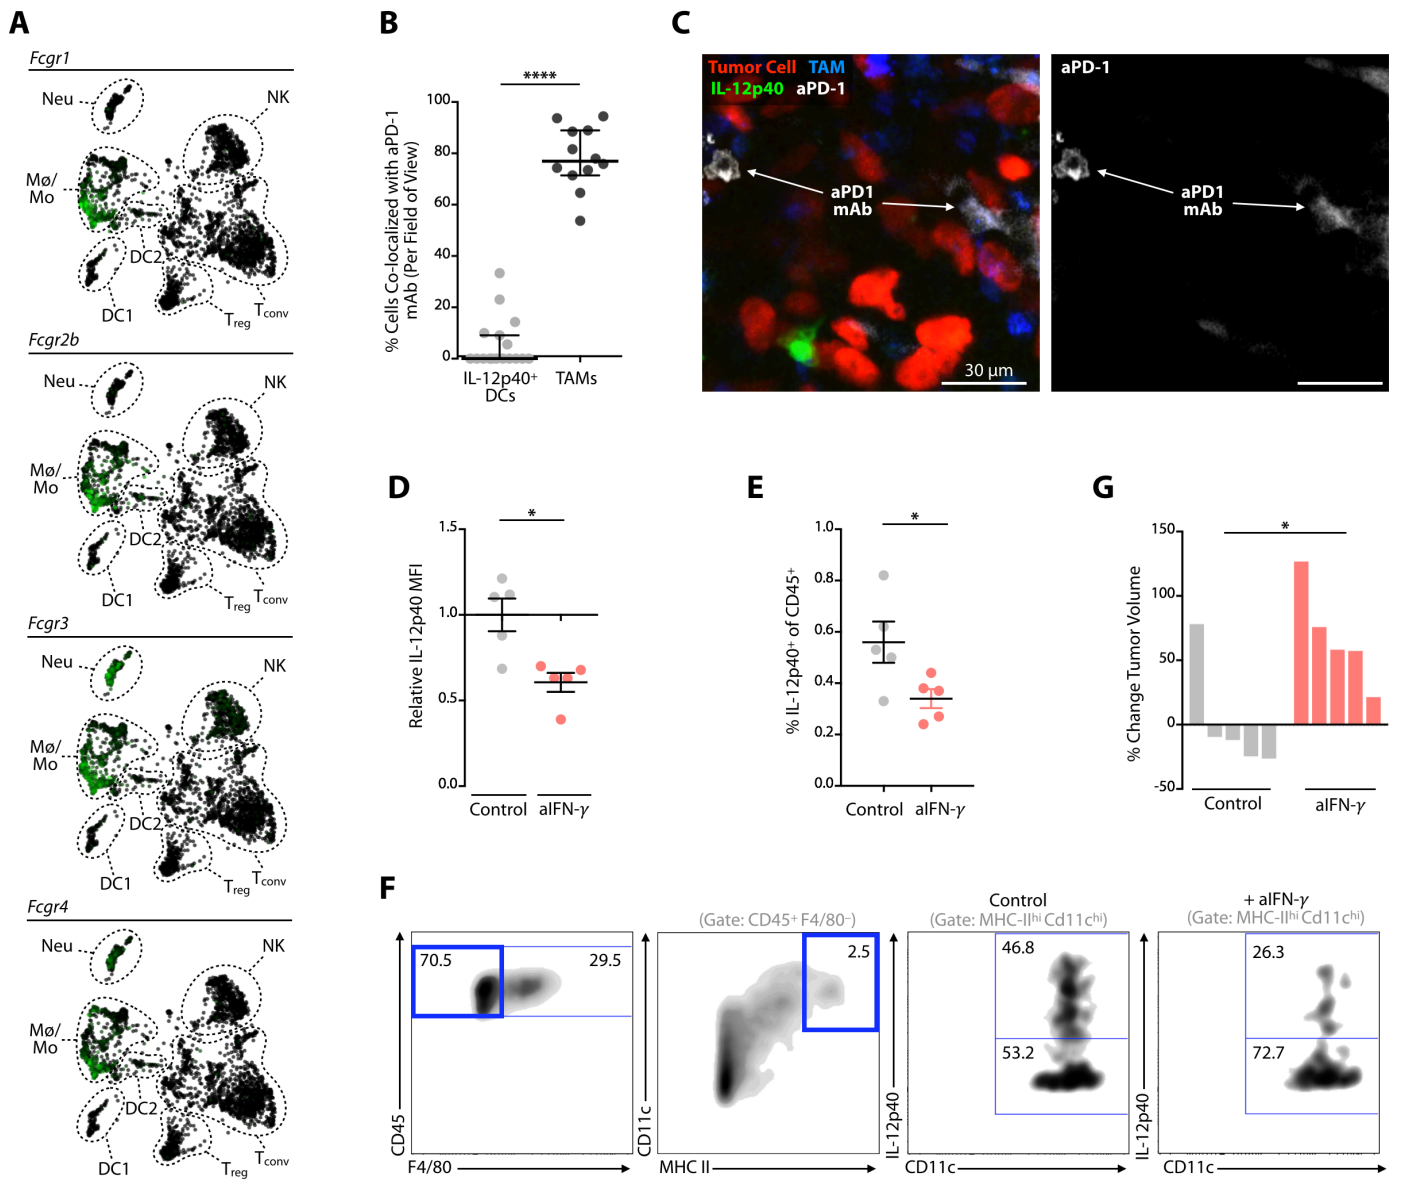 A
Fcgr1
Neu
NK
Mø/
Mo
DC2
DC1
Treg
Tconv
Fcgr2b
Neu
NK
Mø/
Mo
DC2
DC1
Treg
Tconv
Fcgr3
Neu
NK
Mø/
Mo
DC2
DC1
Treg
Tconv
Fcgr4
Neu
NK
Mø/
Mo
DC2
DC1
Treg
Tconv
B
% Cells Co-localized with aPD-1
mAb (Per Field of View)
100
80
60
40
20
0
****
IL-12p40+
DCs
TAMs
C
Tumor Cell TAM
IL-12p40 aPD-1
aPD1
mAb
30 µm
aPD-1
aPD1
mAb
D
Relative IL-12p40 MFI
1.5
1.0
0.5
0.0
*
Control
aIFN-γ
E
% IL-12p40+ of CD45+
1.0
0.8
0.6
0.4
0.2
0.0
*
Control
aIFN-γ
G
% Change Tumor Volume
150
100
50
0
-50
*
Control
aIFN-γ
F
70.5
29.5
CD45
F4/80
(Gate: CD45+ F4/80–)
2.5
CD11c
MHC II
Control
(Gate: MHC-IIhi Cd11chi)
46.8
53.2
IL-12p40
CD11c
+ aIFN-γ
(Gate: MHC-IIhi Cd11chi)
26.3
72.7
IL-12p40
CD11c